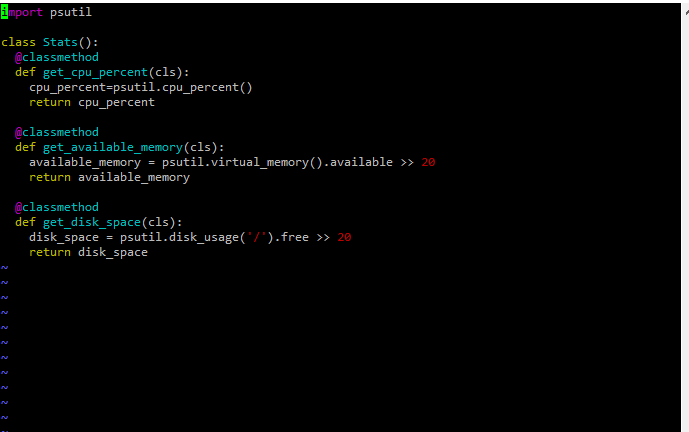 import psutil
class Stats():
  @classmethod
  def get_cpu_percent(cls):
    cpu_percent=psutil.cpu_percent()
    return cpu_percent
  @classmethod
  def get_available_memory(cls):
    available_memory = psutil.virtual_memory().available >> 20
    return available_memory
  @classmethod
  def get_disk_space(cls):
    disk_space = psutil.disk_usage('/').free >> 20
    return disk_space
~
~
~
~
~
~
~
~
~
~
~
~